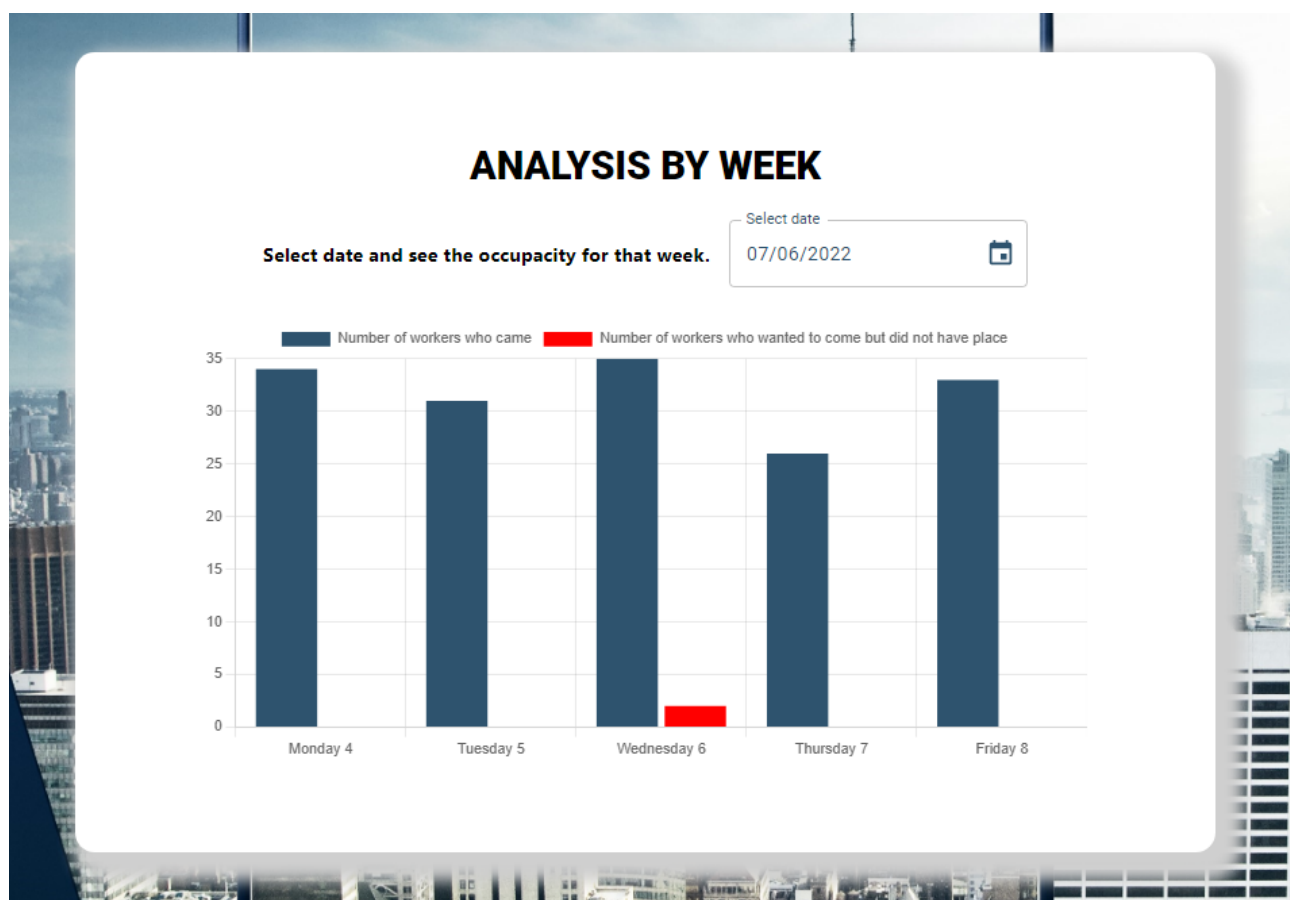 ANALYSIS BY WEEK
Select date
Select date and see the occupacity for that week.
07/06/2022
Number of workers who came
Number of workers who wanted to come but did not have place
35
30
25
20
15
10
5
0
Monday 4
Tuesday 5
Wednesday 6
Thursday 7
Friday 8